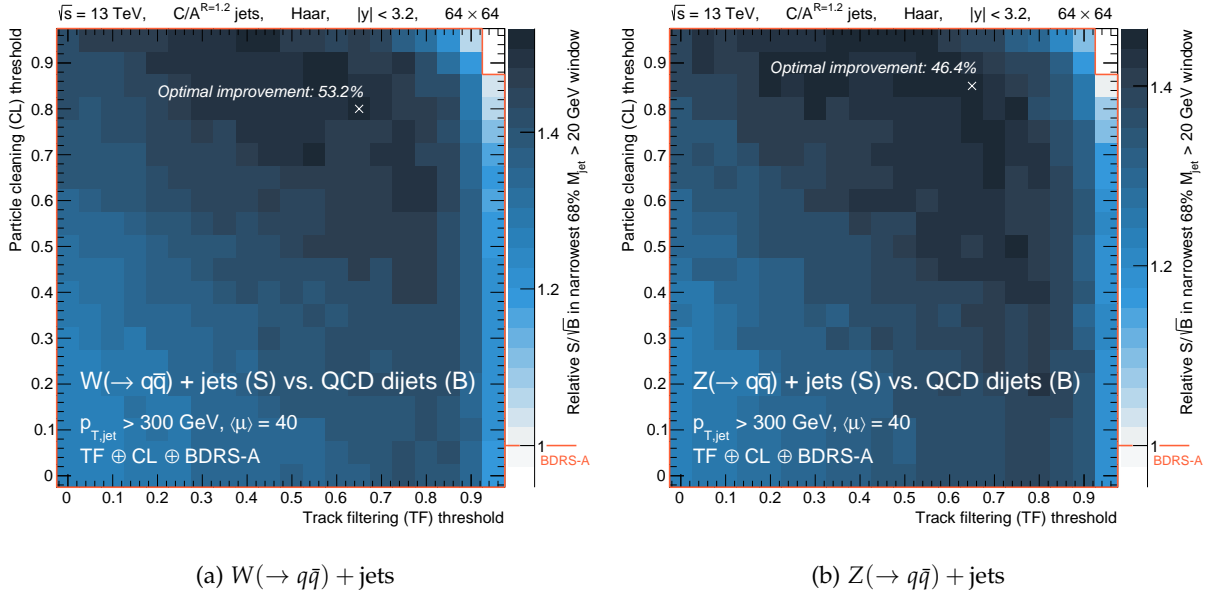 √s = 13 TeV, C/A^R=1.2 jets, Haar, |y| < 3.2, 64 × 64
Particle cleaning (CL) threshold
0.9
0.8
0.7
0.6
0.5
0.4
0.3
0.2
0.1
0
Optimal improvement: 53.2%
W(→ qq̄) + jets (S) vs. QCD dijets (B)
p_T,jet > 300 GeV, ⟨μ⟩ = 40
TF ⊕ CL ⊕ BDRS-A
0 0.1 0.2 0.3 0.4 0.5 0.6 0.7 0.8 0.9
Track filtering (TF) threshold
1.4
1.2
1
BDRS-A
Relative S/√B in narrowest 68% M_jet > 20 GeV window
(a) W(→ qq̄) + jets
√s = 13 TeV, C/A^R=1.2 jets, Haar, |y| < 3.2, 64 × 64
Particle cleaning (CL) threshold
0.9
0.8
0.7
0.6
0.5
0.4
0.3
0.2
0.1
0
Optimal improvement: 46.4%
Z(→ qq̄) + jets (S) vs. QCD dijets (B)
p_T,jet > 300 GeV, ⟨μ⟩ = 40
TF ⊕ CL ⊕ BDRS-A
0 0.1 0.2 0.3 0.4 0.5 0.6 0.7 0.8 0.9
Track filtering (TF) threshold
1.4
1.2
1
BDRS-A
Relative S/√B in narrowest 68% M_jet > 20 GeV window
(b) Z(→ qq̄) + jets